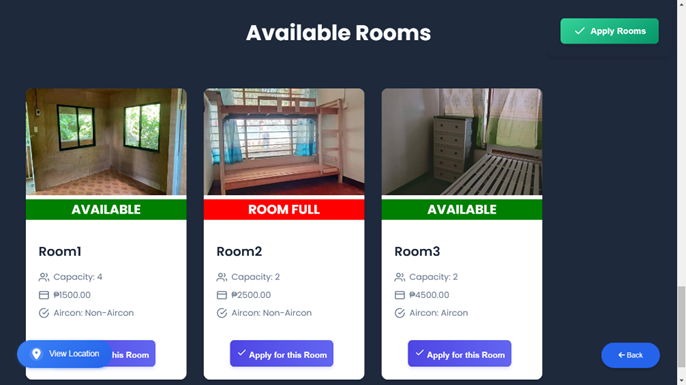 Available Rooms
Apply Rooms
AVAILABLE
Room1
Capacity: 4
₱1500.00
Aircon: Non-Aircon
his Room
ROOM FULL
Room2
Capacity: 2
₱2500.00
Aircon: Non-Aircon
Apply for this Room
AVAILABLE
Room3
Capacity: 2
₱4500.00
Aircon: Aircon
Apply for this Room
View Location
Back